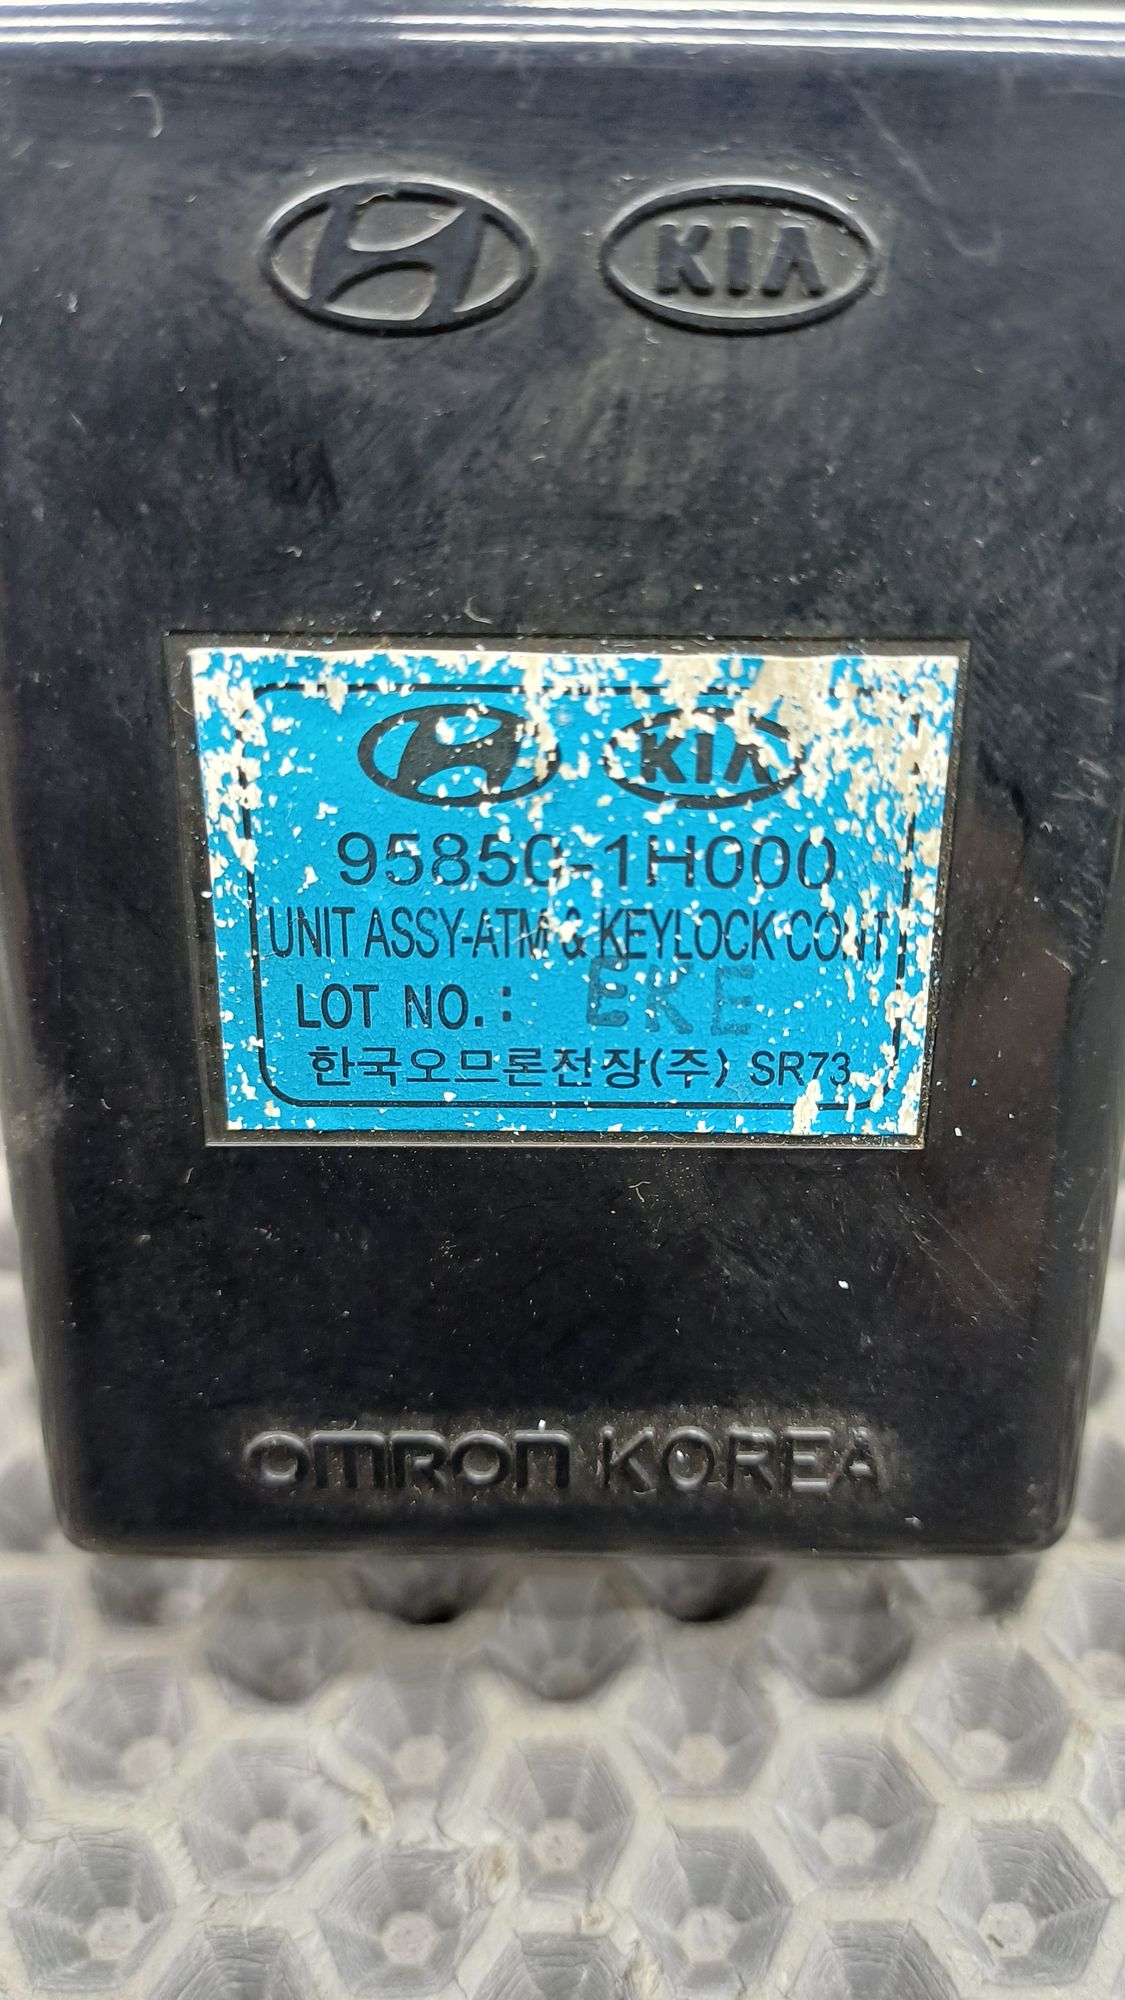 KIA
KIA
95850-1H000
UNIT ASSY-ATM & KEYLOCK CONT
LOT NO.: EKE
한국오므론전장(주) SR73
OMRON KOREA